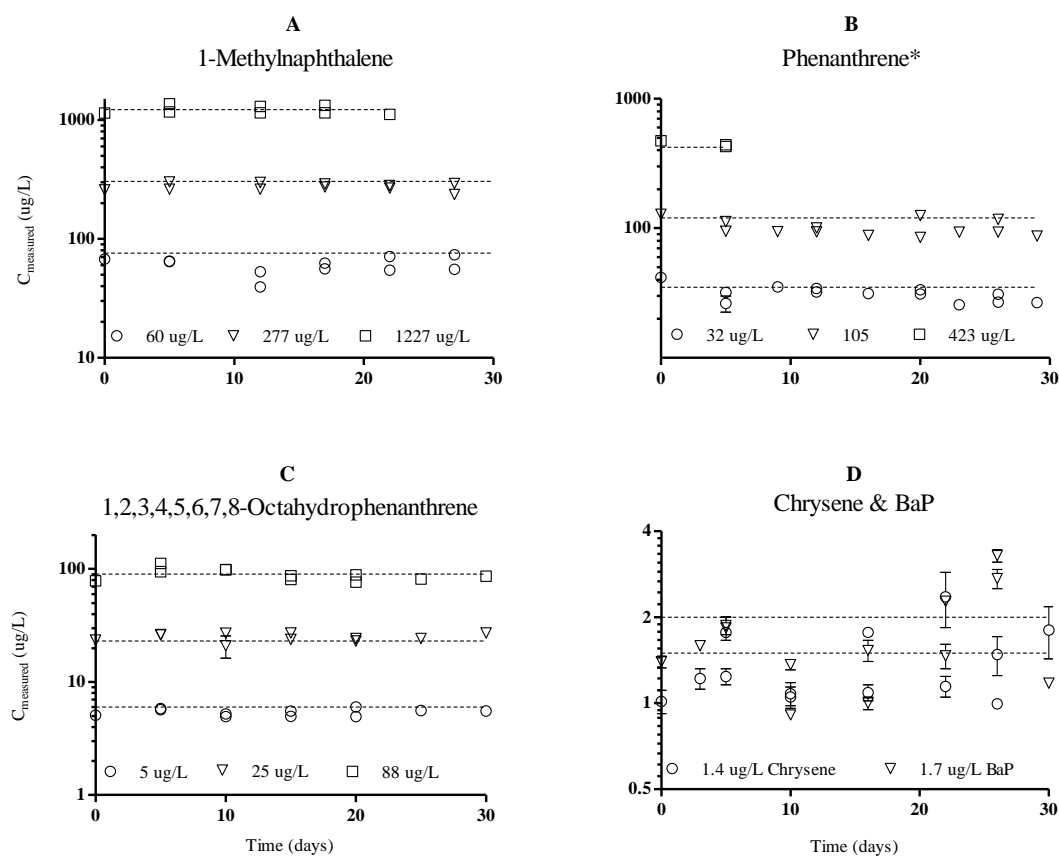 A
1-Methylnaphthalene
1000
100
10
C measured (ug/L)
60 ug/L 277 ug/L 1227 ug/L
0 10 20 30
B
Phenanthrene*
1000
100
32 ug/L 105 423 ug/L
0 10 20 30
C
1,2,3,4,5,6,7,8-Octahydrophenanthrene
100
10
1
C measured (ug/L)
5 ug/L 25 ug/L 88 ug/L
0 10 20 30
Time (days)
D
Chrysene & BaP
4
2
1
0.5
1.4 ug/L Chrysene 1.7 ug/L BaP
0 10 20 30
Time (days)